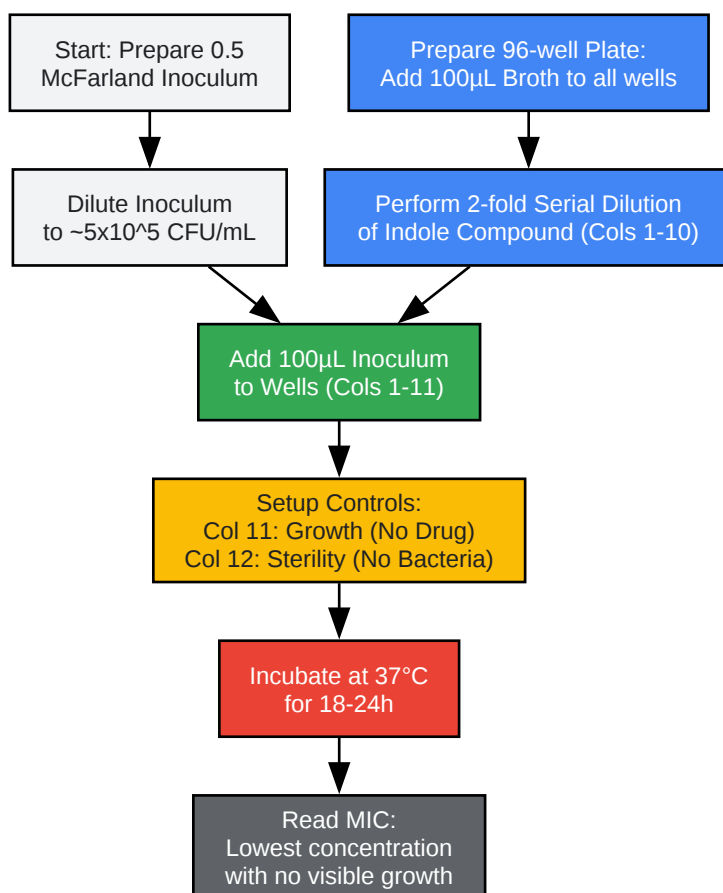 Start: Prepare 0.5
McFarland Inoculum
Prepare 96-well Plate:
Add 100µL Broth to all wells
Dilute Inoculum
to ~5x10^5 CFU/mL
Perform 2-fold Serial Dilution
of Indole Compound (Cols 1-10)
Add 100µL Inoculum
to Wells (Cols 1-11)
Setup Controls:
Col 11: Growth (No Drug)
Col 12: Sterility (No Bacteria)
Incubate at 37°C
for 18-24h
Read MIC:
Lowest concentration
with no visible growth